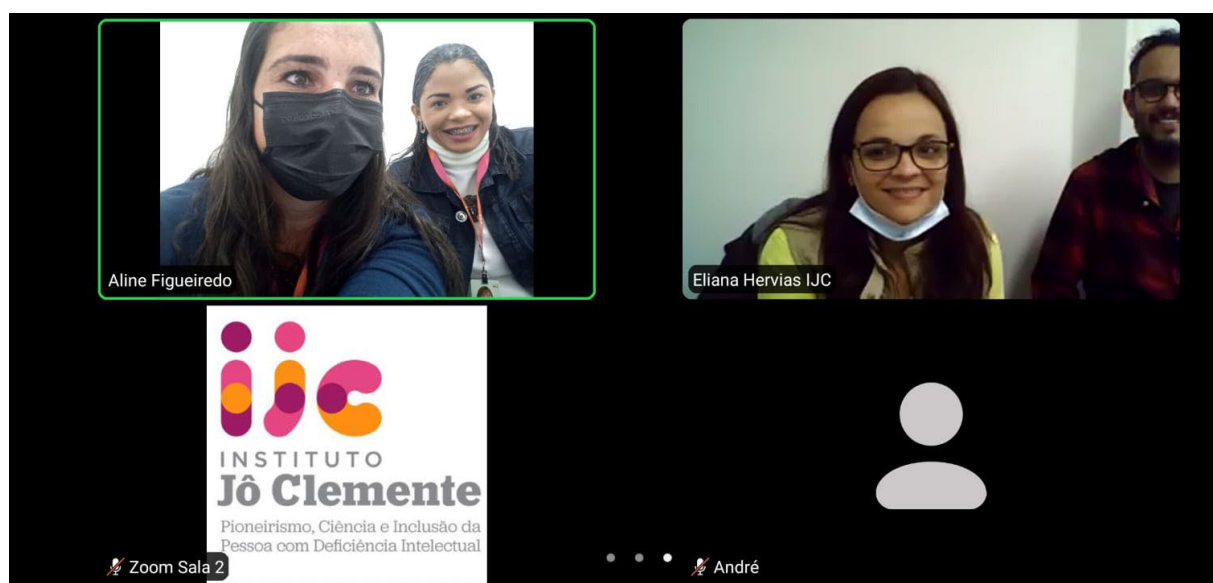 Aline Figueiredo
Eliana Hervias IJC
ijc
INSTITUTO
Jô Clemente
Pioneirismo, Ciência e Inclusão da
Pessoa com Deficiência Intelectual
Zoom Sala 2
André